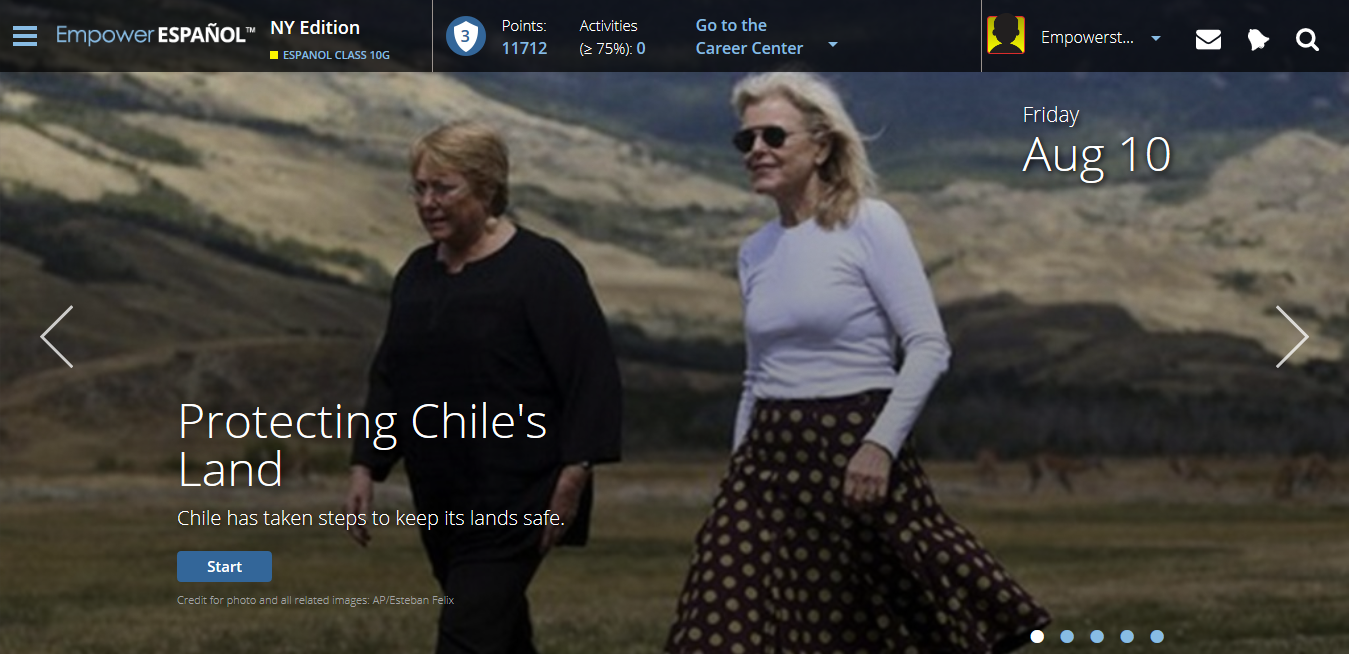 EmpowerESPAÑOL™
NY Edition
ESPANOL CLASS 10G
3
Points:
11712
Activities
(≥ 75%): 0
Go to the
Career Center
Empowerst...
Friday
Aug 10
Protecting Chile's
Land
Chile has taken steps to keep its lands safe.
Start
Credit for photo and all related images: AP/Esteban Felix